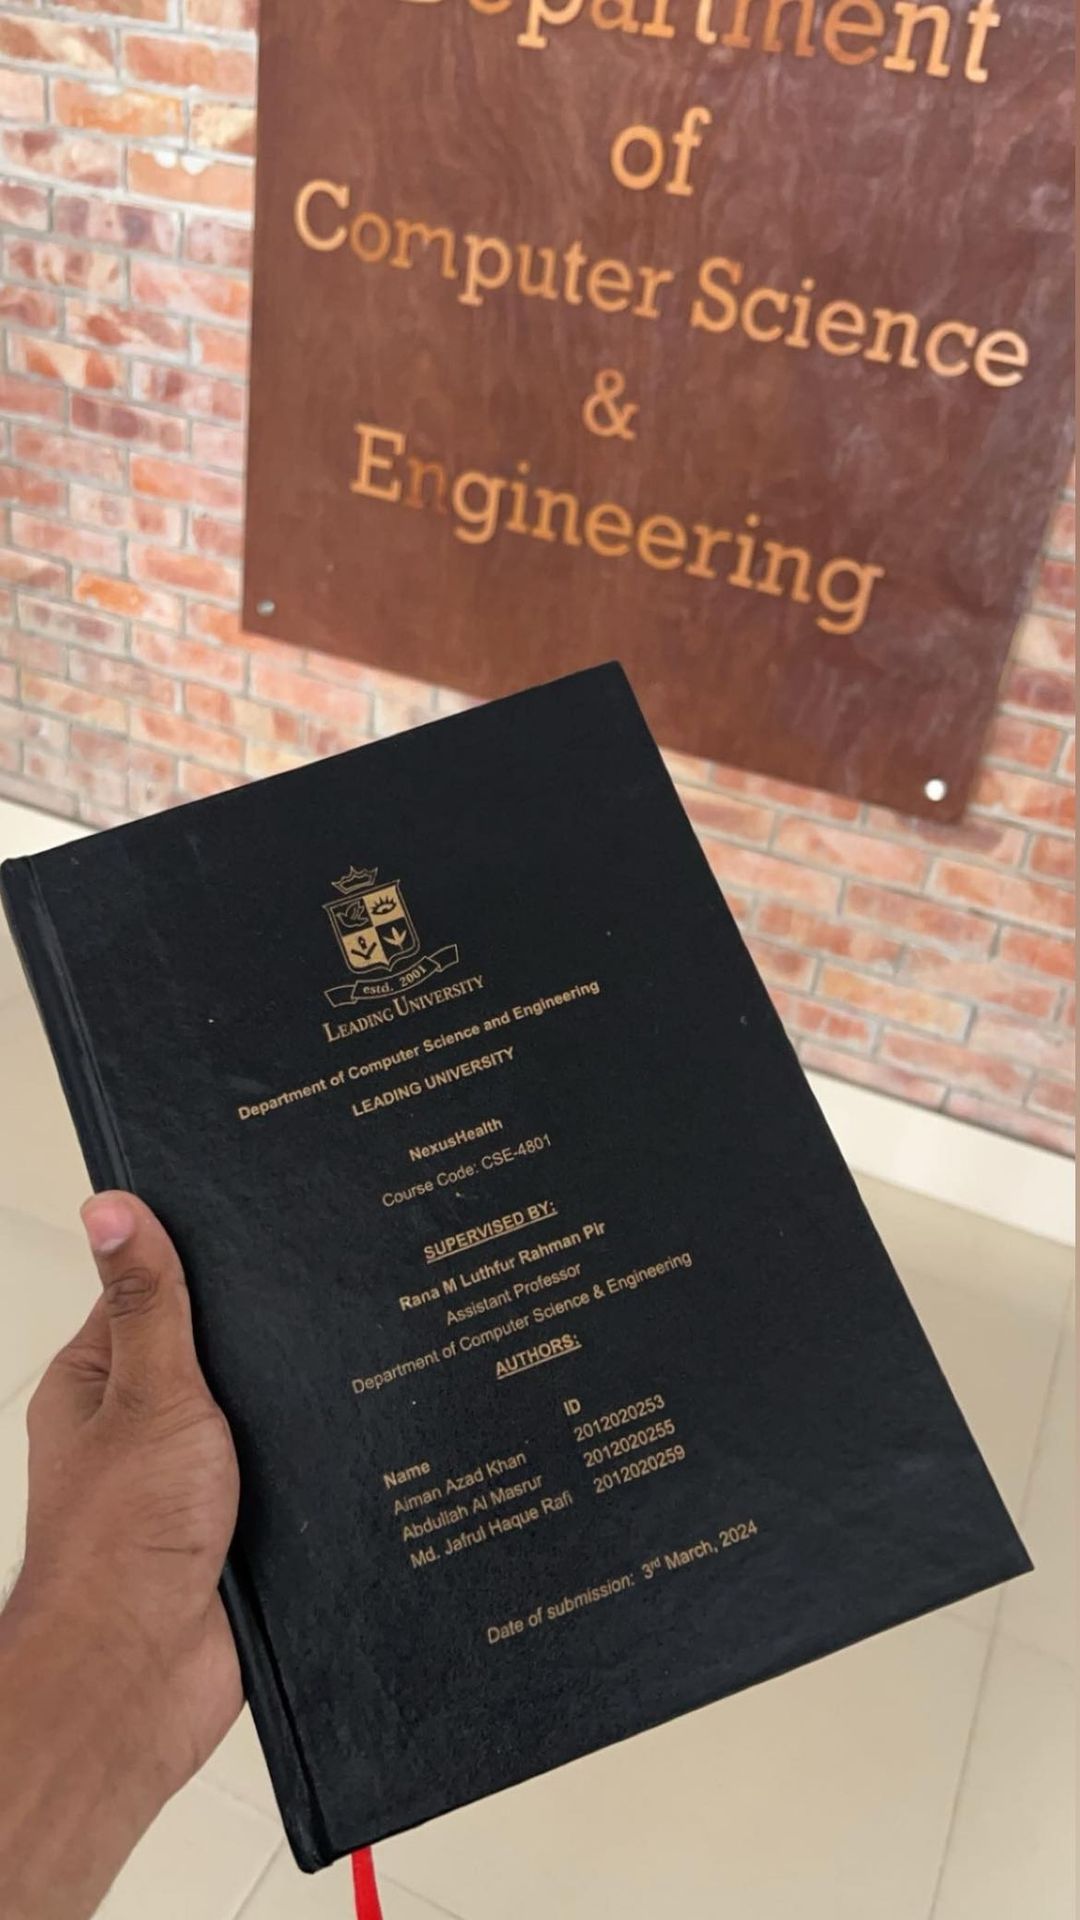 Department
of
Computer Science
&
Engineering
estd. 2001
LEADING UNIVERSITY
Department of Computer Science and Engineering
LEADING UNIVERSITY
NexusHealth
Course Code: CSE-4801
SUPERVISED BY:
Rana M Luthfur Rahman Pir
Assistant Professor
Department of Computer Science & Engineering
AUTHORS:
Name ID
Aiman Azad Khan 2012020253
Abdullah Al Masrur 2012020255
Md. Jafrul Haque Rafi 2012020259
Date of submission: 3rd March, 2024